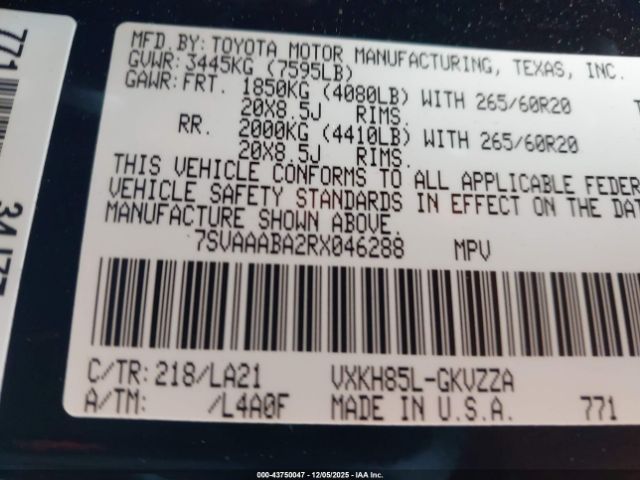 MFD. BY: TOYOTA MOTOR MANUFACTURING, TEXAS, INC.
GVWR: 3445KG (7595LB)
GAWR: FRT. 1850KG (4080LB) WITH 265/60R20
20X8.5J RIMS.
RR. 2000KG (4410LB) WITH 265/60R20
20X8.5J RIMS.
THIS VEHICLE CONFORMS TO ALL APPLICABLE FEDER
VEHICLE SAFETY STANDARDS IN EFFECT ON THE DAT
MANUFACTURE SHOWN ABOVE.
7SVAAABA2RX046288 MPV
C/TR: 218/LA21 VXKH85L-GKVZZA
A/TM: /L4A0F MADE IN U.S.A. 771
771
000-43750047 - 12/05/2025 - IAA Inc.